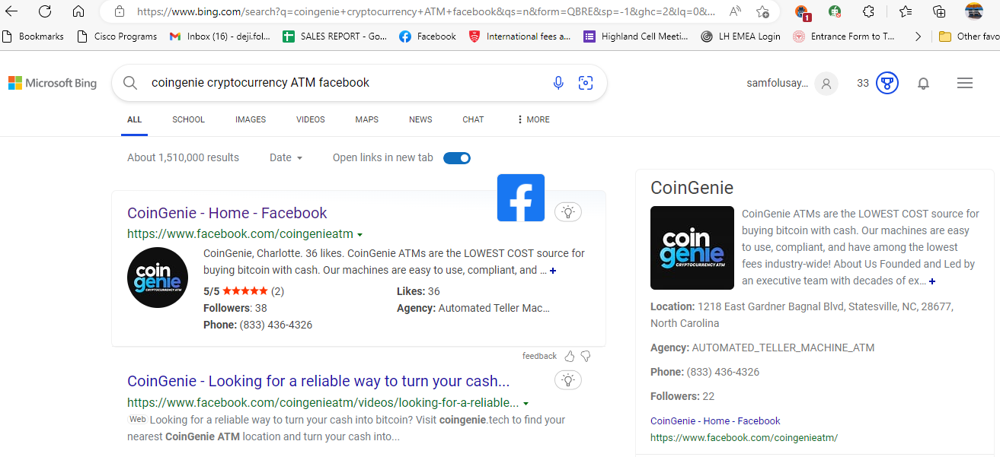 https://www.bing.com/search?q=coingenie+cryptocurrency+ATM+facebook&qs=n&form=QBRE&sp=-1&ghc=2&lq=0&...
1
Bookmarks Cisco Programs Inbox (16) - deji.fol... SALES REPORT - Go... Facebook International fees a... Highland Cell Meeti... LH EMEA Login Entrance Form to T... Other favo
Microsoft Bing
coingenie cryptocurrency ATM facebook
samfolusay...
33
ALL SCHOOL IMAGES VIDEOS MAPS NEWS CHAT MORE
About 1,510,000 results Date Open links in new tab
CoinGenie - Home - Facebook
https://www.facebook.com/coingenieatm
coin
genie
CRYPTOCURRENCY ATM
CoinGenie, Charlotte. 36 likes. CoinGenie ATMs are the LOWEST COST source for
buying bitcoin with cash. Our machines are easy to use, compliant, and ... +
5/5 ★★★★★ (2) Likes: 36
Followers: 38 Agency: Automated Teller Mac...
Phone: (833) 436-4326
feedback
CoinGenie - Looking for a reliable way to turn your cash...
https://www.facebook.com/coingenieatm/videos/looking-for-a-reliable...
Web Looking for a reliable way to turn your cash into bitcoin? Visit coingenie.tech to find your
nearest CoinGenie ATM location and turn your cash into...
CoinGenie
coin
genie
CRYPTOCURRENCY ATM
CoinGenie ATMs are the LOWEST COST source for
buying bitcoin with cash. Our machines are easy
to use, compliant, and have among the lowest
fees industry-wide! About Us Founded and Led by
an executive team with decades of ex... +
Location: 1218 East Gardner Bagnal Blvd, Statesville, NC, 28677,
North Carolina
Agency: AUTOMATED_TELLER_MACHINE_ATM
Phone: (833) 436-4326
Followers: 22
CoinGenie - Home - Facebook
https://www.facebook.com/coingenieatm/